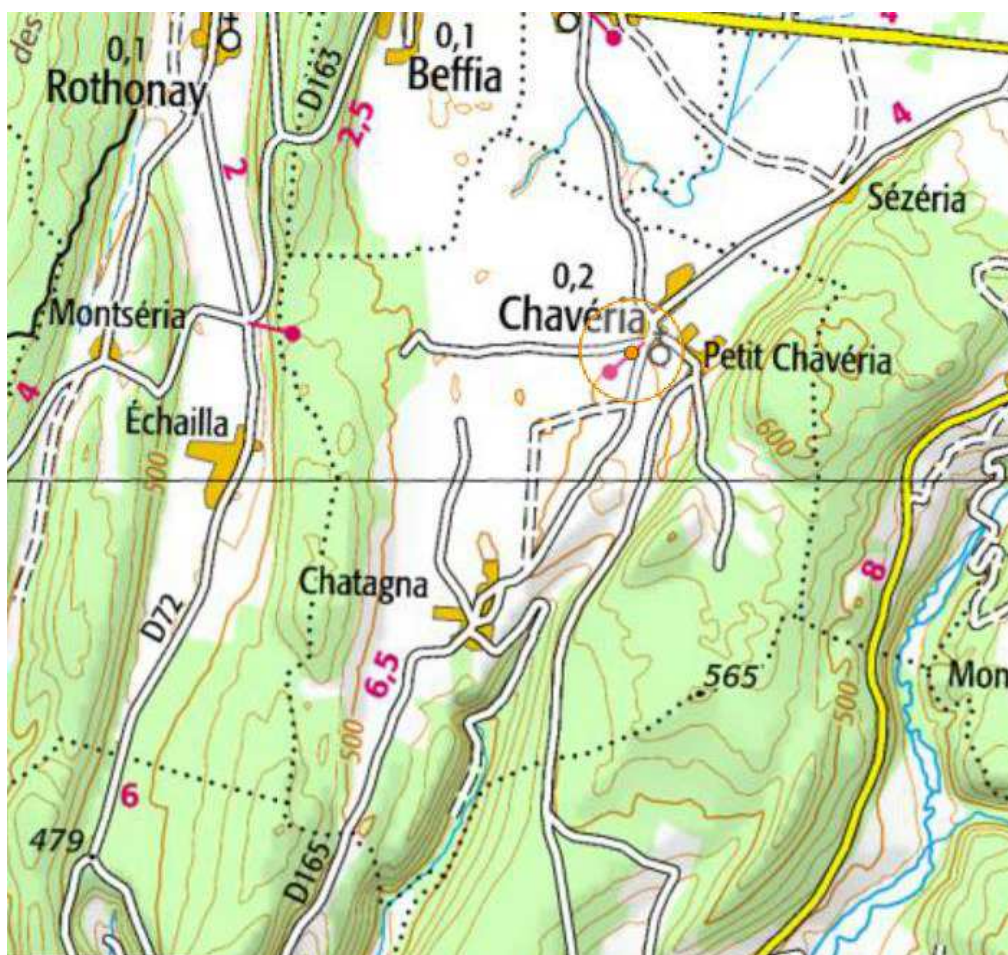 des
0,1
Rothonay
D163
0,1
Beffia
2,5
2
4
4
Sézéria
0,2
Chavéria
Montséria
Petit Chavéria
4
Échailla
500
600
8
Chatagna
D72
6,5
565
Mon
500
500
6
479
D165